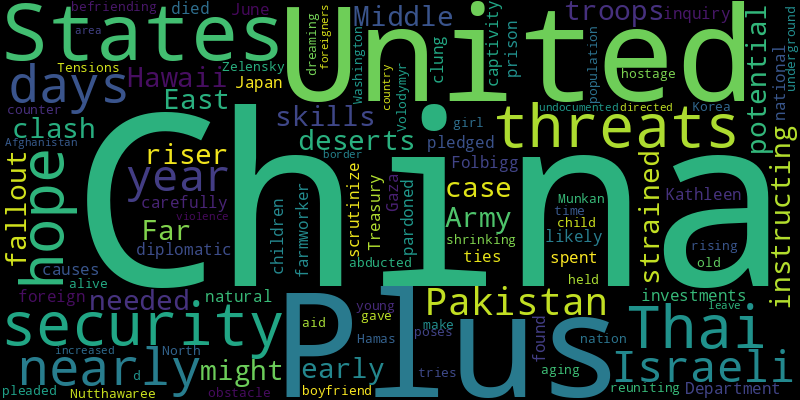 befriending
died
June
States
United
Middle
troops
inquiry
area
Tensions
Zelensky
days
Hawaii
Japan
East
dreaming
foreigners
Washington
country
Volodymyr
clung
captivity
prison
population
hostage
potential
national
underground
counter
Afghanistan
clash
skills
deserts
girl
pledged
threats
undocumented
directed
Korea
border
fallout
hope
riser
year
carefully
violence
China
Folbigg
case
Army
shrinking
ties
scrutinize
Treasury
Gaza
pardoned
Munkan
time
child
likely
spent
held
strained
Kathleen
rising
old
instructing
Far
diplomatic
causes
alive
foreign
needed
natural
children
farmworker
abducted
security
nearly
might
Plus
Pakistan
investments
leave
Thai
Israeli
aid
young
gave
Hamas
make
poses
tries
found
nation
aging
reuniting
Department
increased
North
d
early
boyfriend
obstacle
pleaded
Nutthawaree